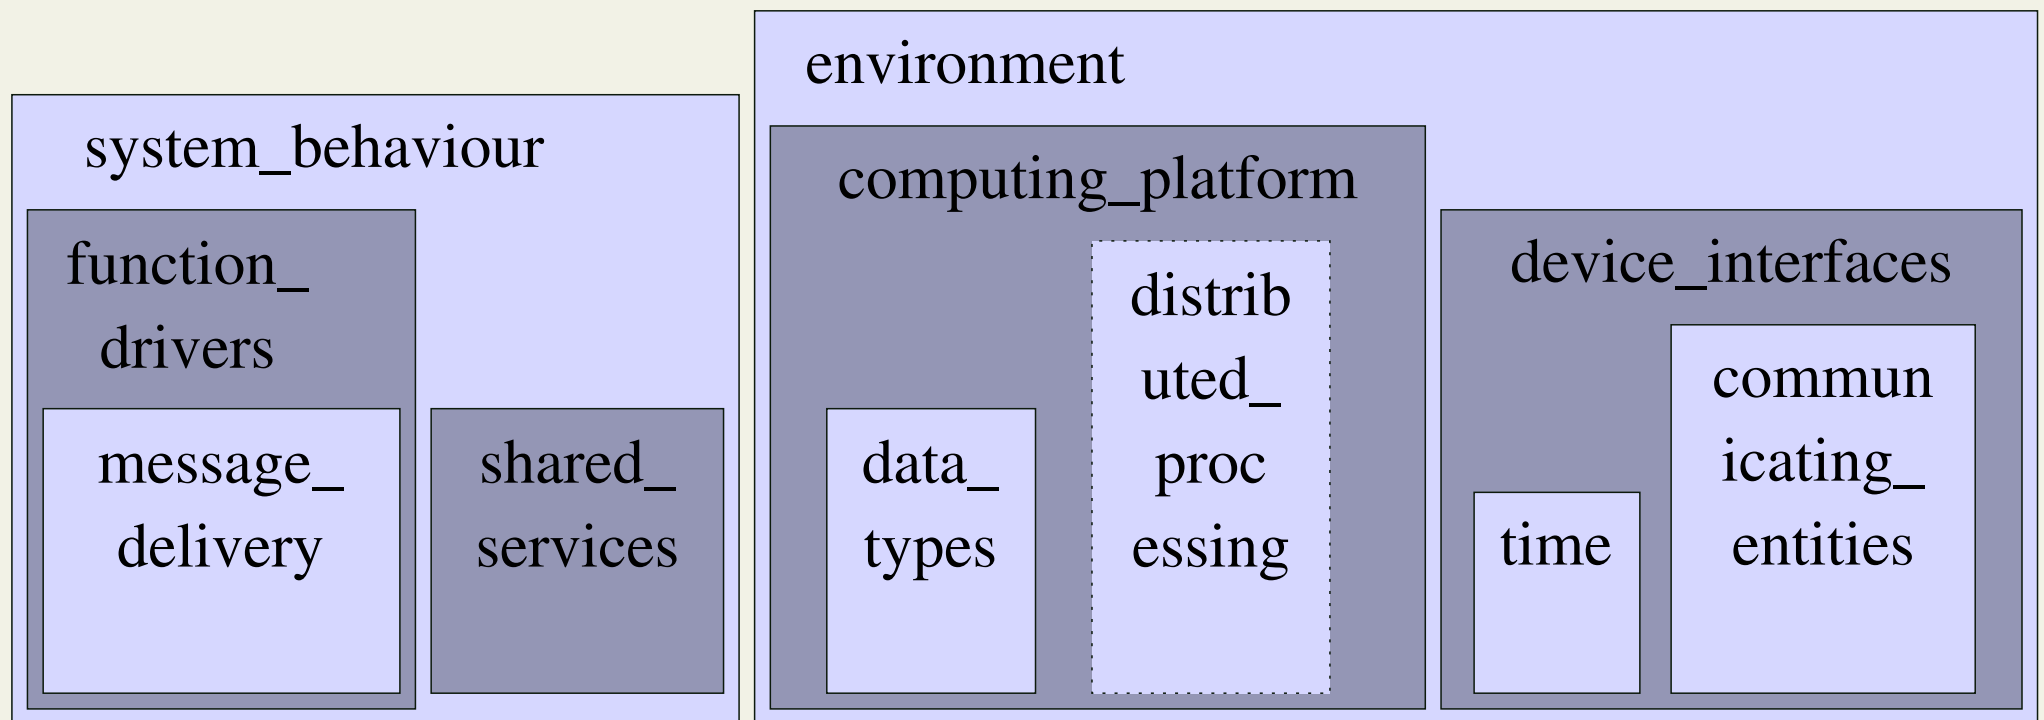 system_behaviour
function_
drivers
message_
delivery
shared_
services
environment
computing_platform
data_
types
distrib
uted_
proc
essing
device_interfaces
time
commun
icating_
entities